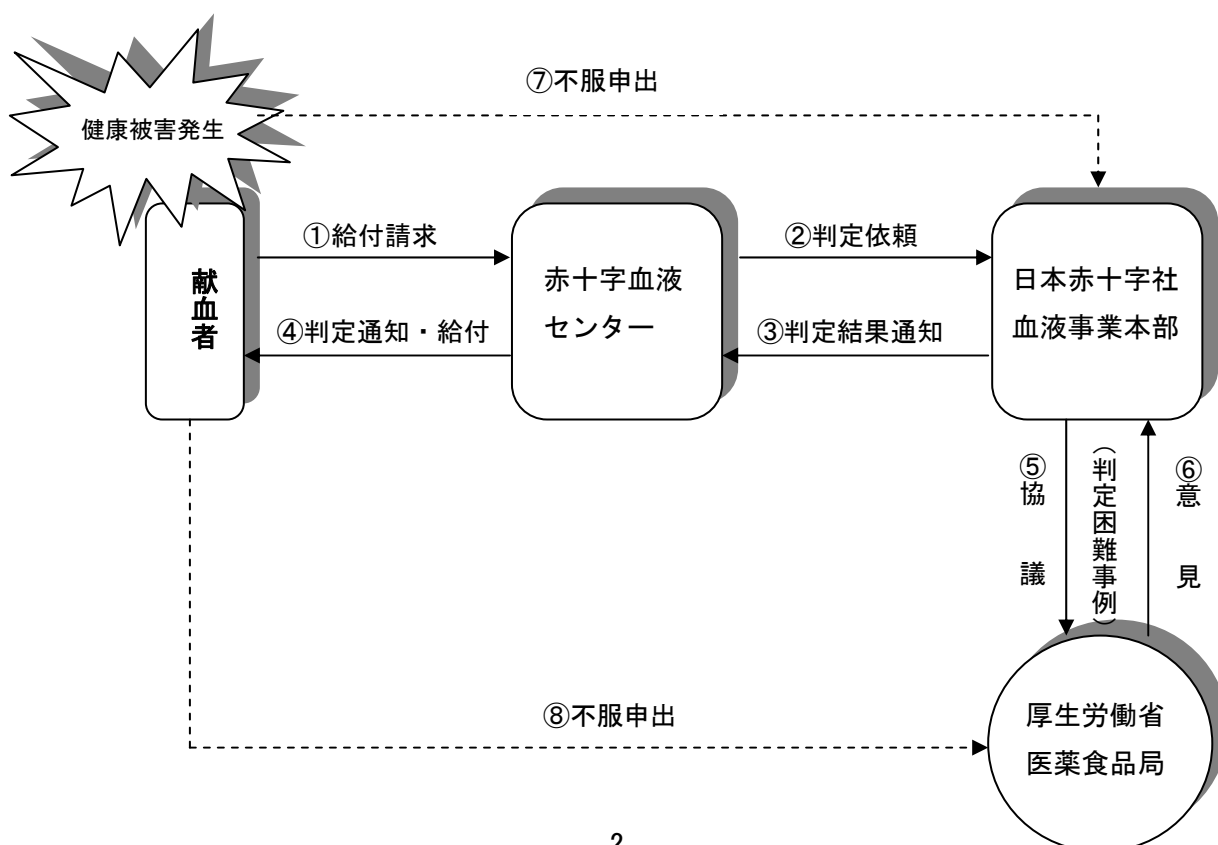 ⑦不服申出
健康被害発生
①給付請求
②判定依頼
献血者
赤十字血液
センター
日本赤十字社
血液事業本部
④判定通知・給付
③判定結果通知
⑤協議
（判定困難事例）
⑥意見
⑧不服申出
厚生労働省
医薬食品局
2